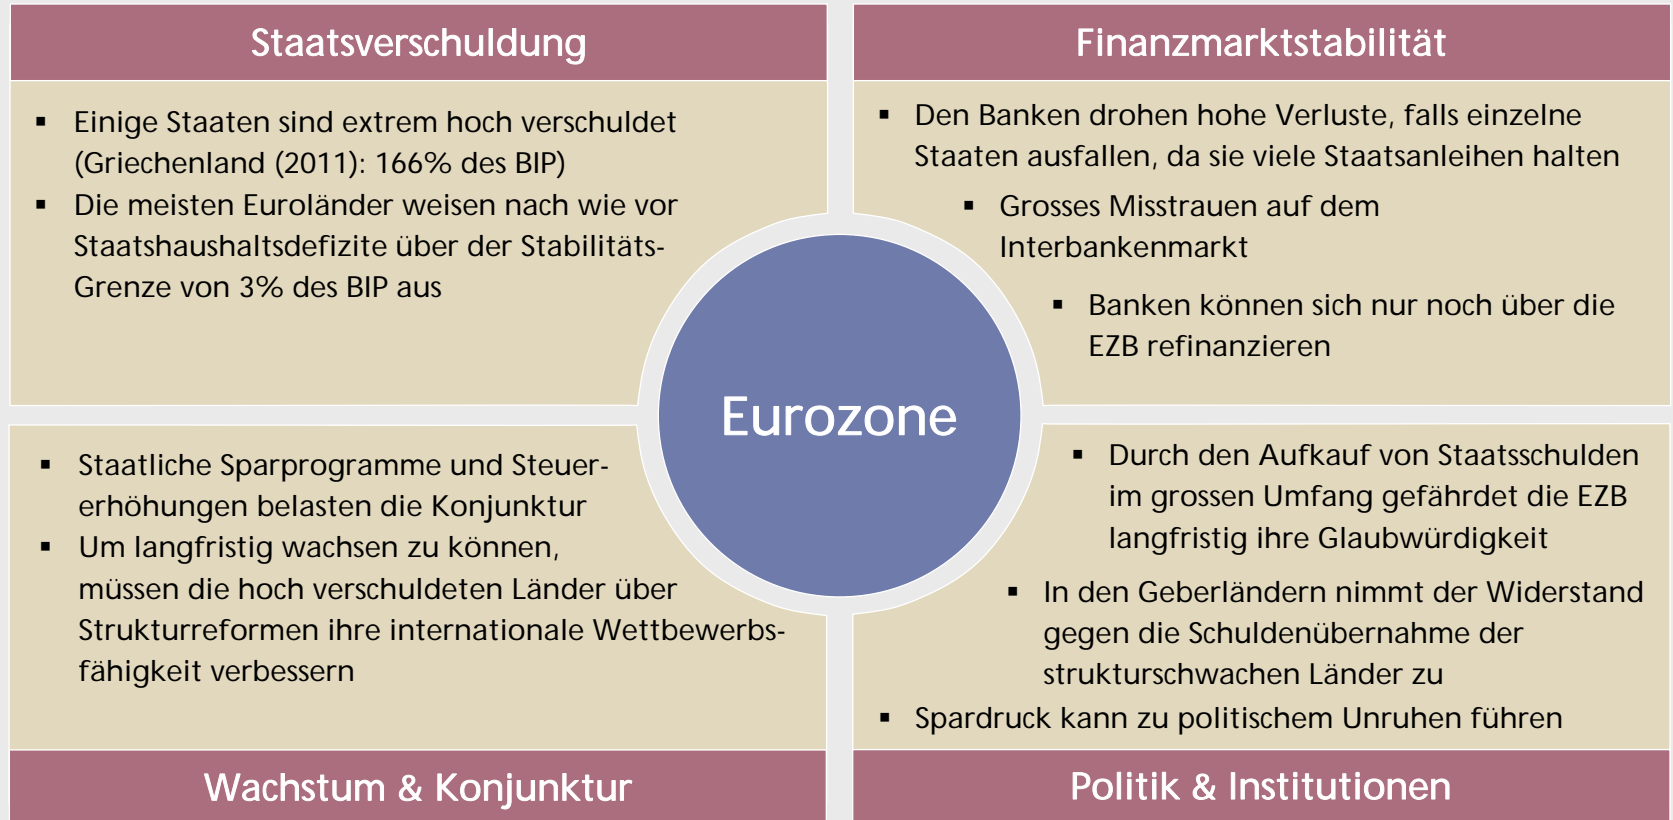 Staatsverschuldung
▪ Einige Staaten sind extrem hoch verschuldet
(Griechenland (2011): 166% des BIP)
▪ Die meisten Euroländer weisen nach wie vor
Staatshaushaltsdefizite über der Stabilitäts-
Grenze von 3% des BIP aus
Finanzmarktstabilität
▪ Den Banken drohen hohe Verluste, falls einzelne
Staaten ausfallen, da sie viele Staatsanleihen halten
▪ Grosses Misstrauen auf dem
Interbankenmarkt
▪ Banken können sich nur noch über die
EZB refinanzieren
Eurozone
▪ Staatliche Sparprogramme und Steuer-
erhöhungen belasten die Konjunktur
▪ Um langfristig wachsen zu können,
müssen die hoch verschuldeten Länder über
Strukturreformen ihre internationale Wettbewerbs-
fähigkeit verbessern
Wachstum & Konjunktur
▪ Durch den Aufkauf von Staatsschulden
im grossen Umfang gefährdet die EZB
langfristig ihre Glaubwürdigkeit
▪ In den Geberländern nimmt der Widerstand
gegen die Schuldenübernahme der
strukturschwachen Länder zu
▪ Spardruck kann zu politischem Unruhen führen
Politik & Institutionen